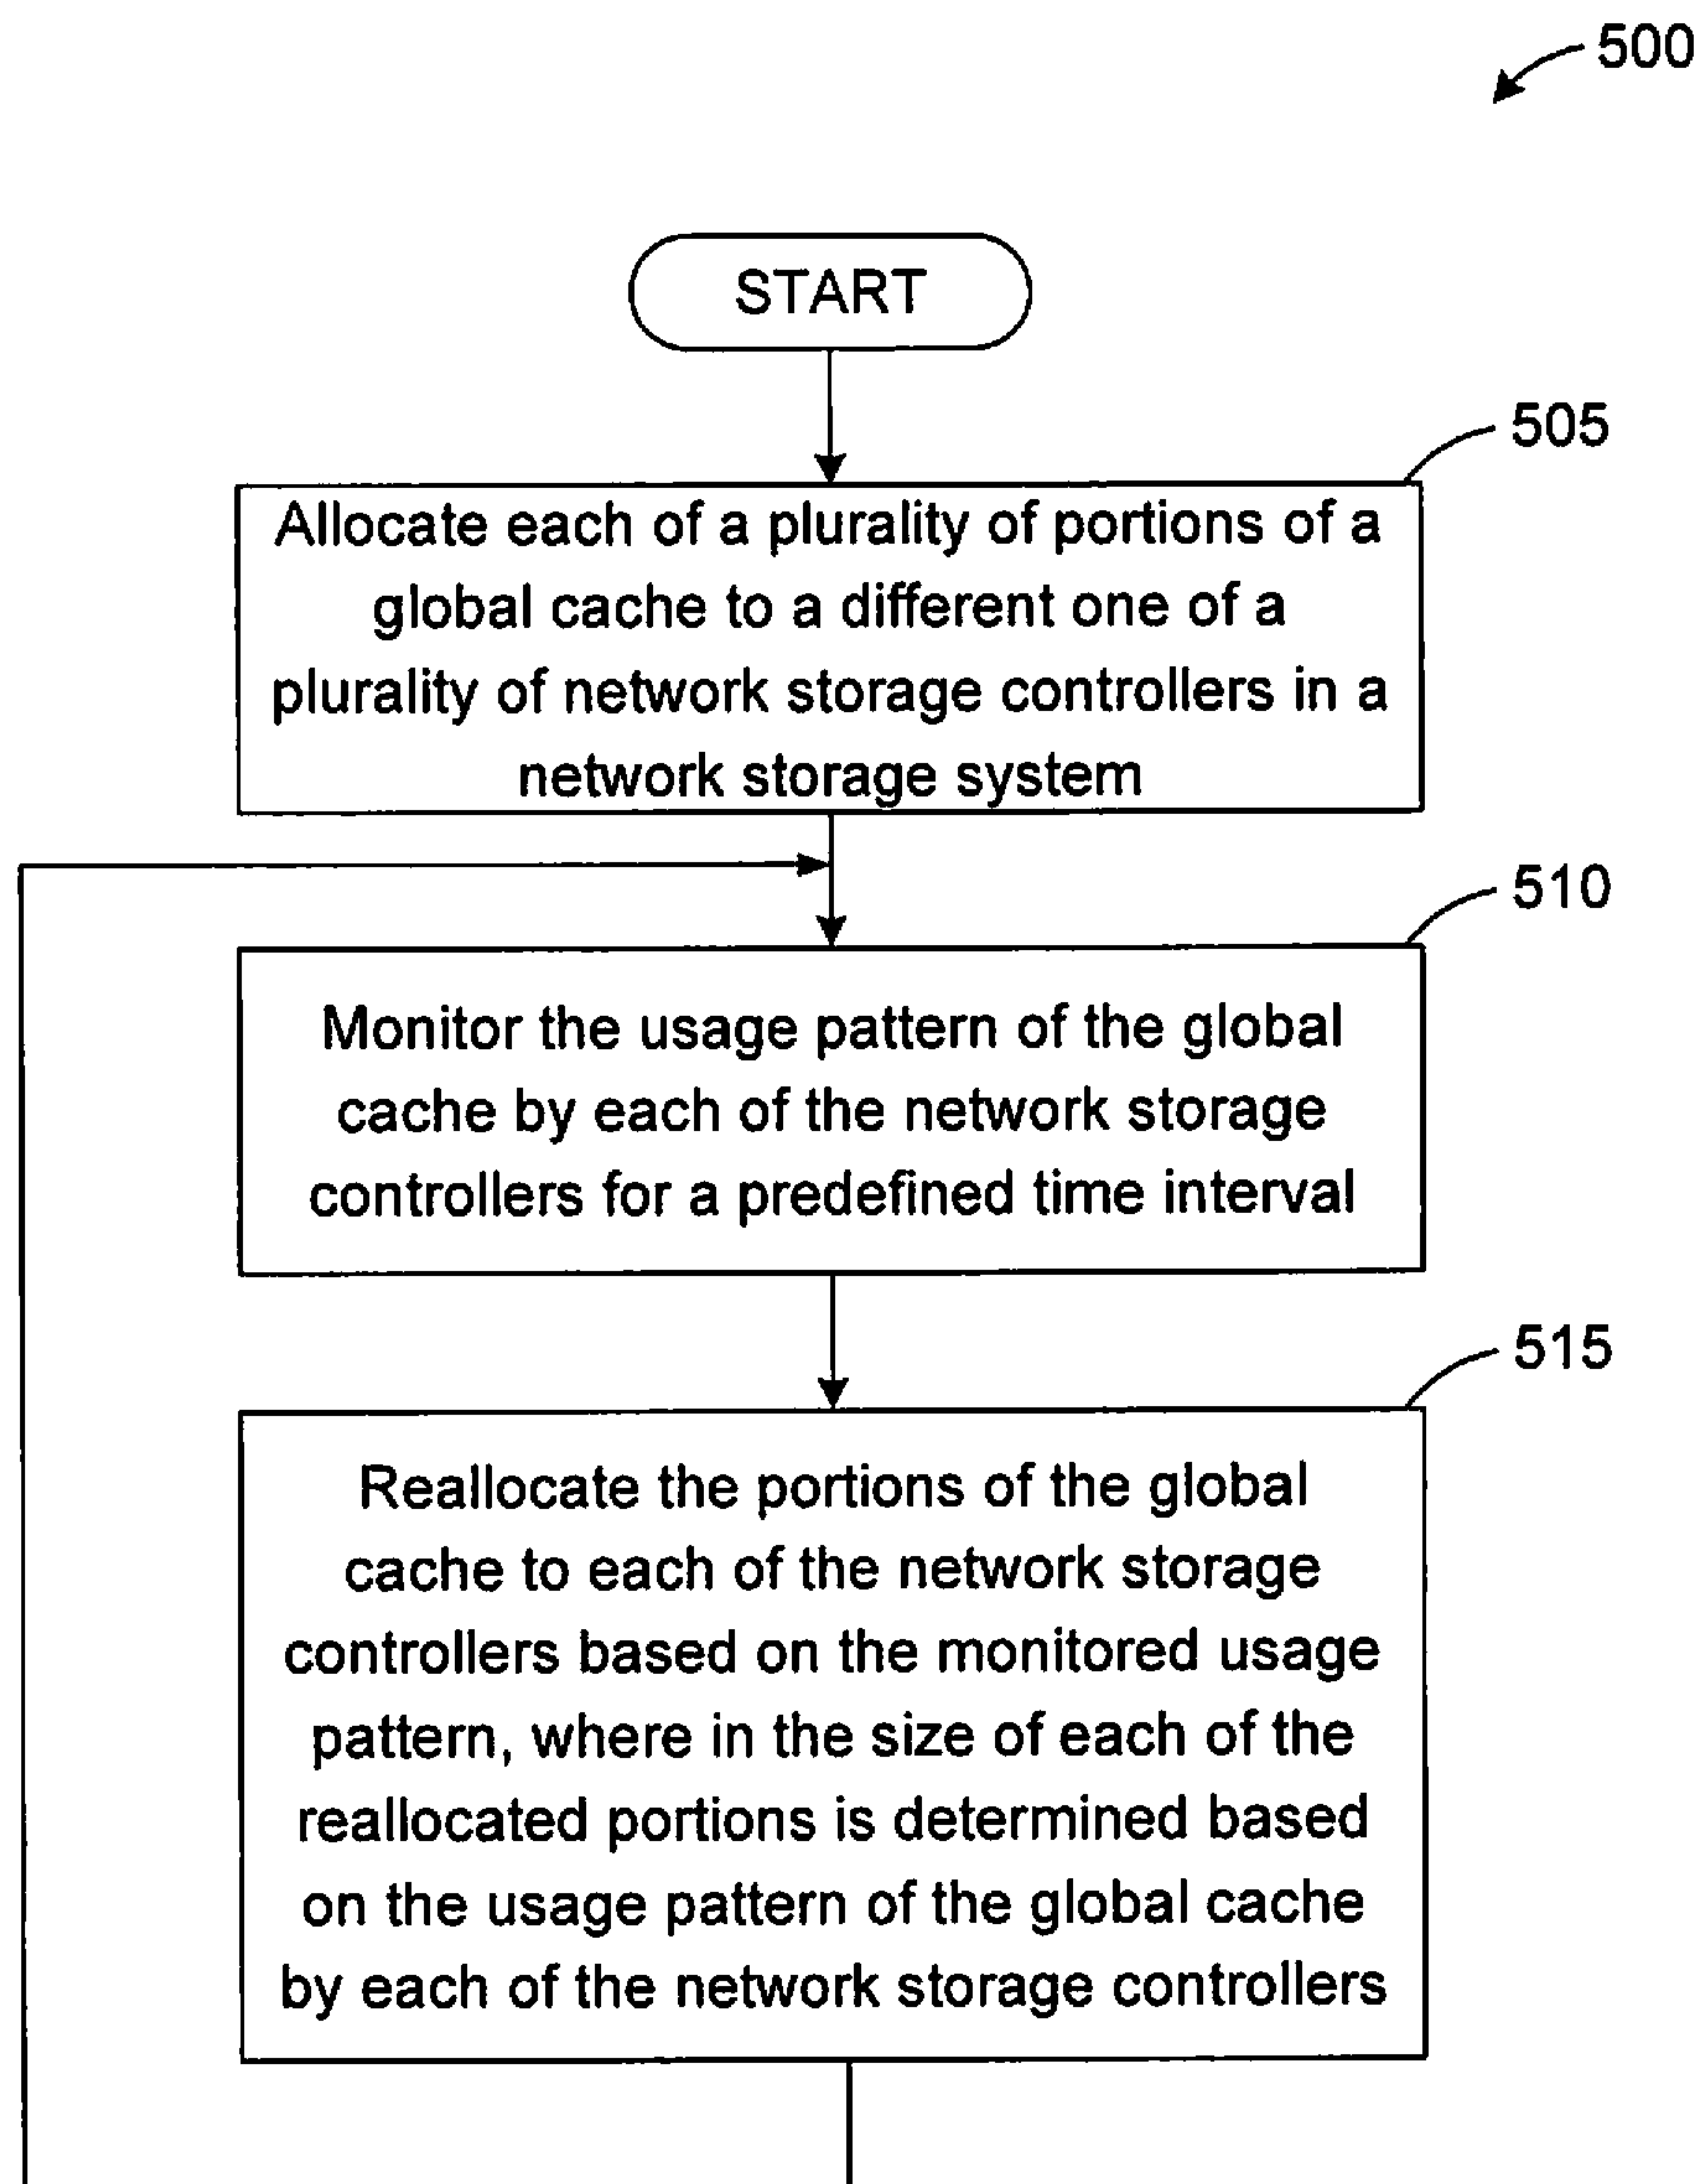 500
START
505
Allocate each of a plurality of portions of a
global cache to a different one of a
plurality of network storage controllers in a
network storage system
510
Monitor the usage pattern of the global
cache by each of the network storage
controllers for a predefined time interval
515
Reallocate the portions of the global
cache to each of the network storage
controllers based on the monitored usage
pattern, where in the size of each of the
reallocated portions is determined based
on the usage pattern of the global cache
by each of the network storage controllers